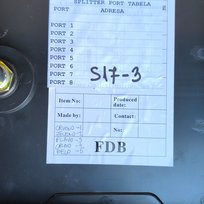 SPLITTER PORT TABELA
PORT ADRESA
PORT 1
PORT 2
PORT 3
PORT 4
PORT 5
PORT 6
PORT 7
PORT 8
S17-3
Item No: Produced date:
Made by: Contact:
No:
FDB